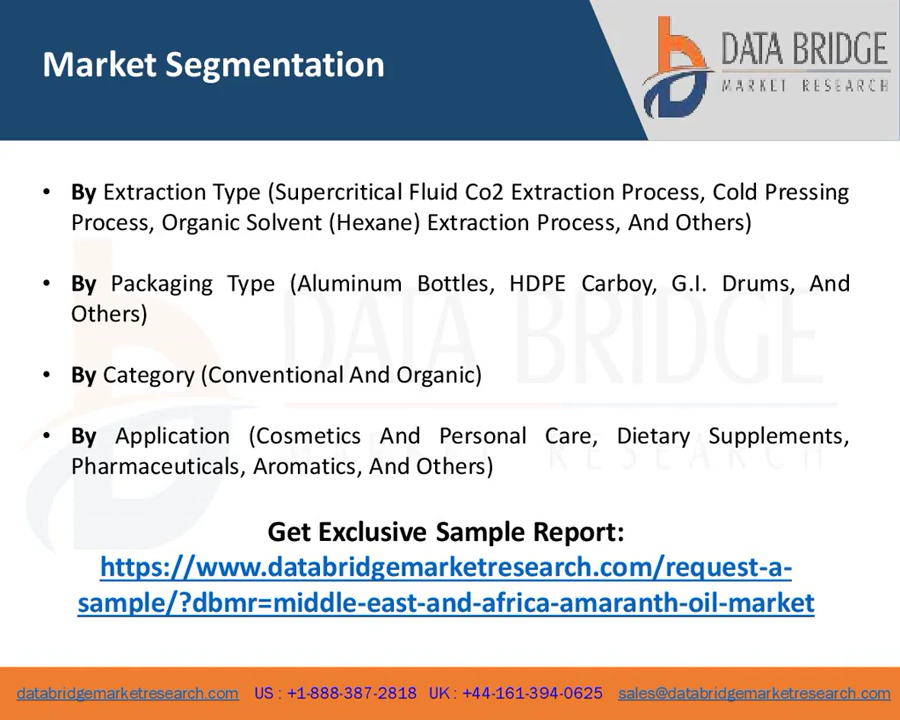 Market Segmentation
DATA BRIDGE
MARKET RESEARCH
• By Extraction Type (Supercritical Fluid Co2 Extraction Process, Cold Pressing
Process, Organic Solvent (Hexane) Extraction Process, And Others)
• By Packaging Type (Aluminum Bottles, HDPE Carboy, G.I. Drums, And
Others)
• By Category (Conventional And Organic)
• By Application (Cosmetics And Personal Care, Dietary Supplements,
Pharmaceuticals, Aromatics, And Others)
DATA BRIDGE
MARKET RESEARCH
Get Exclusive Sample Report:
https://www.databridgemarketresearch.com/request-a-
sample/?dbmr=middle-east-and-africa-amaranth-oil-market
databridgemarketresearch.com US : +1-888-387-2818 UK : +44-161-394-0625 sales@databridgemarketresearch.com